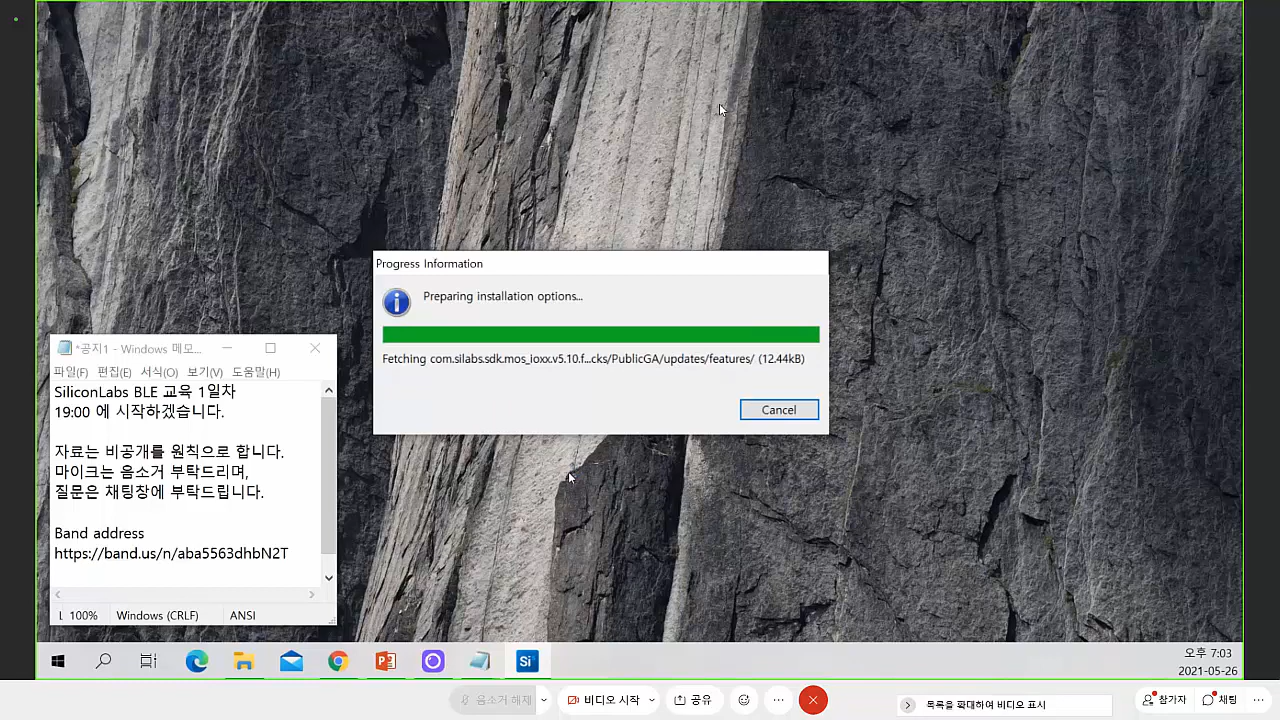 Progress Information
Preparing installation options...
Fetching com.silabs.sdk.mos_ioxx.v5.10.f...cks/PublicGA/updates/features/ (12.44kB)
Cancel
*공지1 - Windows 메모...
파일(F) 편집(E) 서식(O) 보기(V) 도움말(H)
SiliconLabs BLE 교육 1일차
19:00 에 시작하겠습니다.
자료는 비공개를 원칙으로 합니다.
마이크는 음소거 부탁드리며,
질문은 채팅창에 부탁드립니다.
Band address
https://band.us/n/aba5563dhbN2T
100% Windows (CRLF) ANSI
Si
오후 7:03
2021-05-26
음소거 해제 비디오 시작 공유 목록을 확대하여 비디오 표시 참가자 채팅